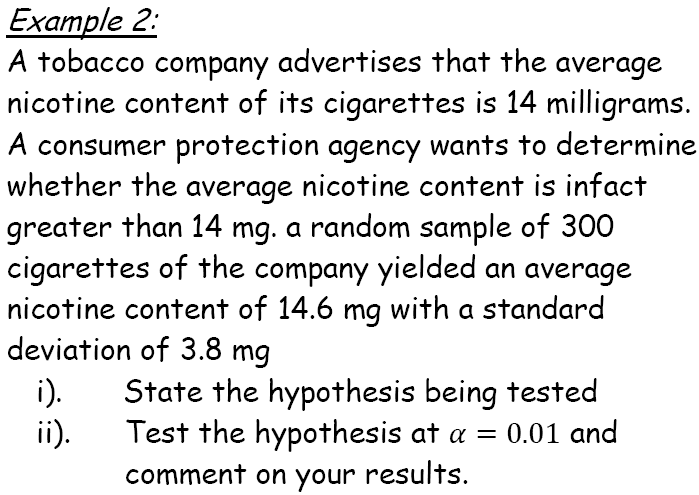 Example 2:
A tobacco company advertises that the average
nicotine content of its cigarettes is 14 milligrams.
A consumer protection agency wants to determine
whether the average nicotine content is infact
greater than 14 mg. a random sample of 300
cigarettes of the company yielded an average
nicotine content of 14.6 mg with a standard
deviation of 3.8 mg
i). State the hypothesis being tested
ii). Test the hypothesis at α = 0.01 and
comment on your results.